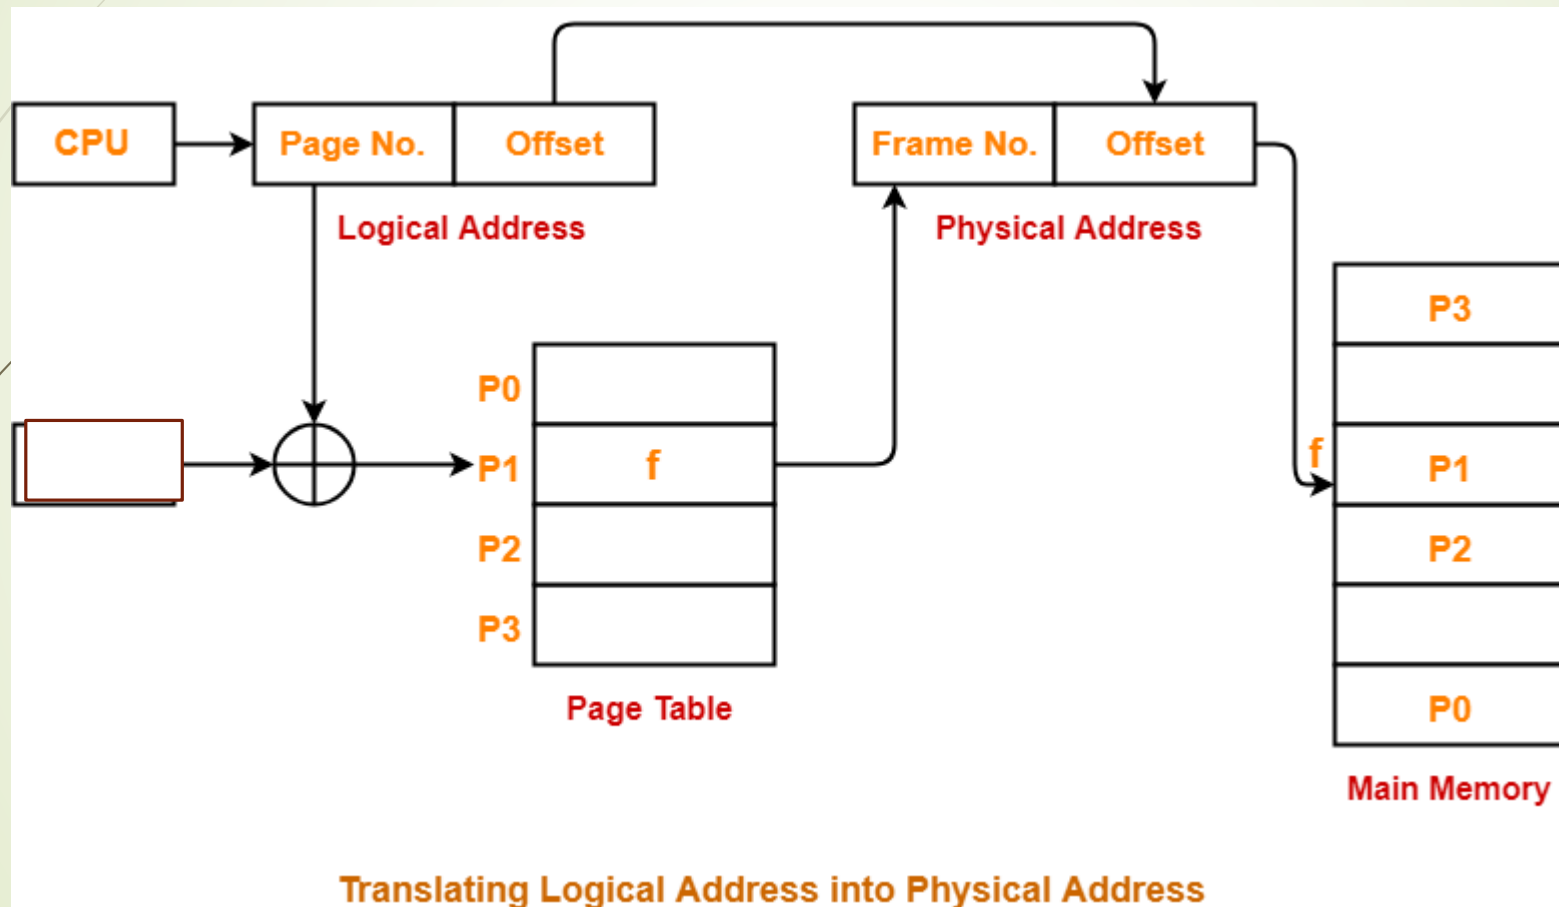 CPU
Page No.
Offset
Frame No.
Offset
Logical Address
Physical Address
P3
P0
P1
f
f
P1
P2
P2
P3
P0
Page Table
Main Memory
Translating Logical Address into Physical Address